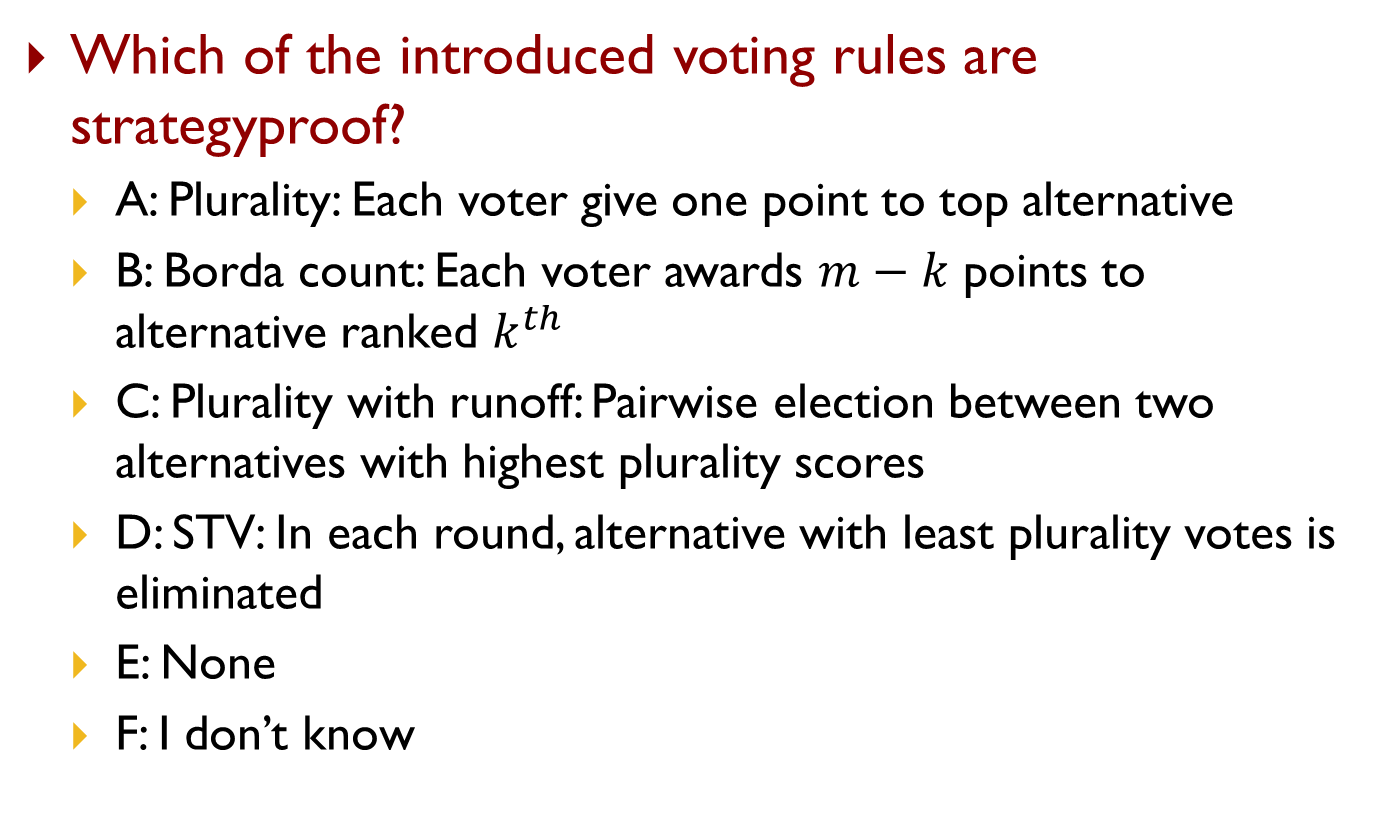 Which of the introduced voting rules are
strategyproof?
A: Plurality: Each voter give one point to top alternative
B: Borda count: Each voter awards m − k points to
alternative ranked k^th
C: Plurality with runoff: Pairwise election between two
alternatives with highest plurality scores
D: STV: In each round, alternative with least plurality votes is
eliminated
E: None
F: I don’t know